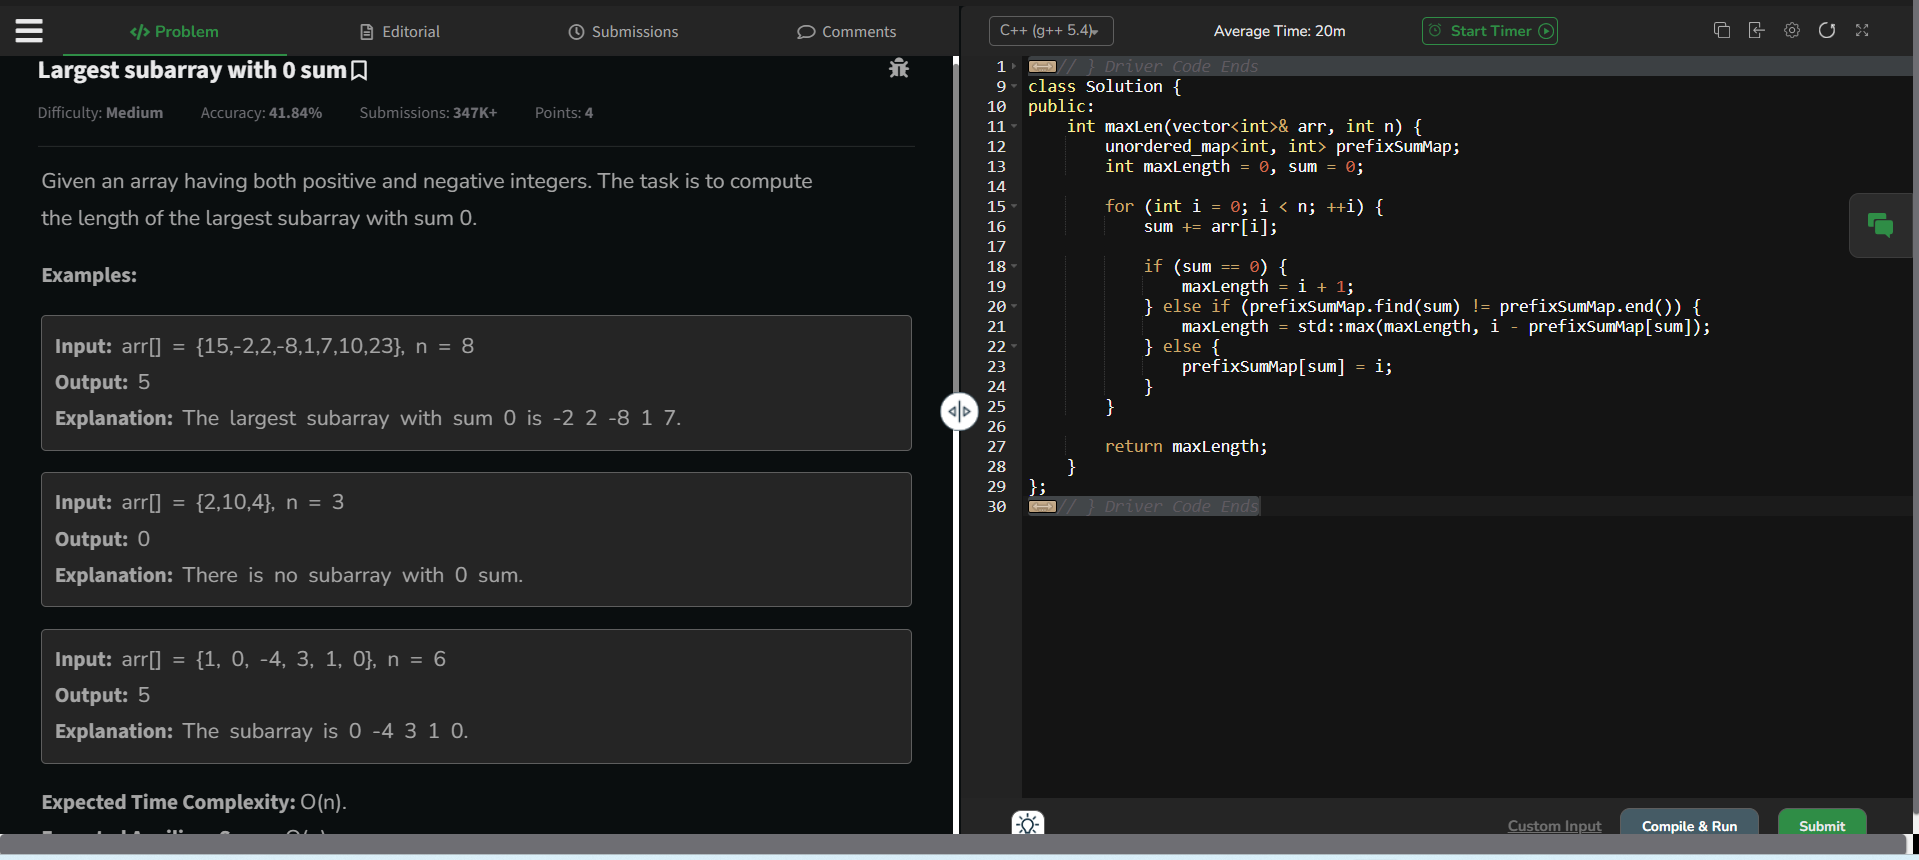 </> Problem
Editorial
Submissions
Comments
Largest subarray with 0 sum
Difficulty: Medium Accuracy: 41.84% Submissions: 347K+ Points: 4
Given an array having both positive and negative integers. The task is to compute
the length of the largest subarray with sum 0.
Examples:
Input: arr[] = {15,-2,2,-8,1,7,10,23}, n = 8
Output: 5
Explanation: The largest subarray with sum 0 is -2 2 -8 1 7.
Input: arr[] = {2,10,4}, n = 3
Output: 0
Explanation: There is no subarray with 0 sum.
Input: arr[] = {1, 0, -4, 3, 1, 0}, n = 6
Output: 5
Explanation: The subarray is 0 -4 3 1 0.
Expected Time Complexity: O(n).
C++ (g++ 5.4)
Average Time: 20m
Start Timer
1 // } Driver Code Ends
9 class Solution {
10 public:
11     int maxLen(vector<int>& arr, int n) {
12         unordered_map<int, int> prefixSumMap;
13         int maxLength = 0, sum = 0;
14
15         for (int i = 0; i < n; ++i) {
16             sum += arr[i];
17
18             if (sum == 0) {
19                 maxLength = i + 1;
20             } else if (prefixSumMap.find(sum) != prefixSumMap.end()) {
21                 maxLength = std::max(maxLength, i - prefixSumMap[sum]);
22             } else {
23                 prefixSumMap[sum] = i;
24             }
25         }
26
27         return maxLength;
28     }
29 };
30 // } Driver Code Ends
Custom Input
Compile & Run
Submit